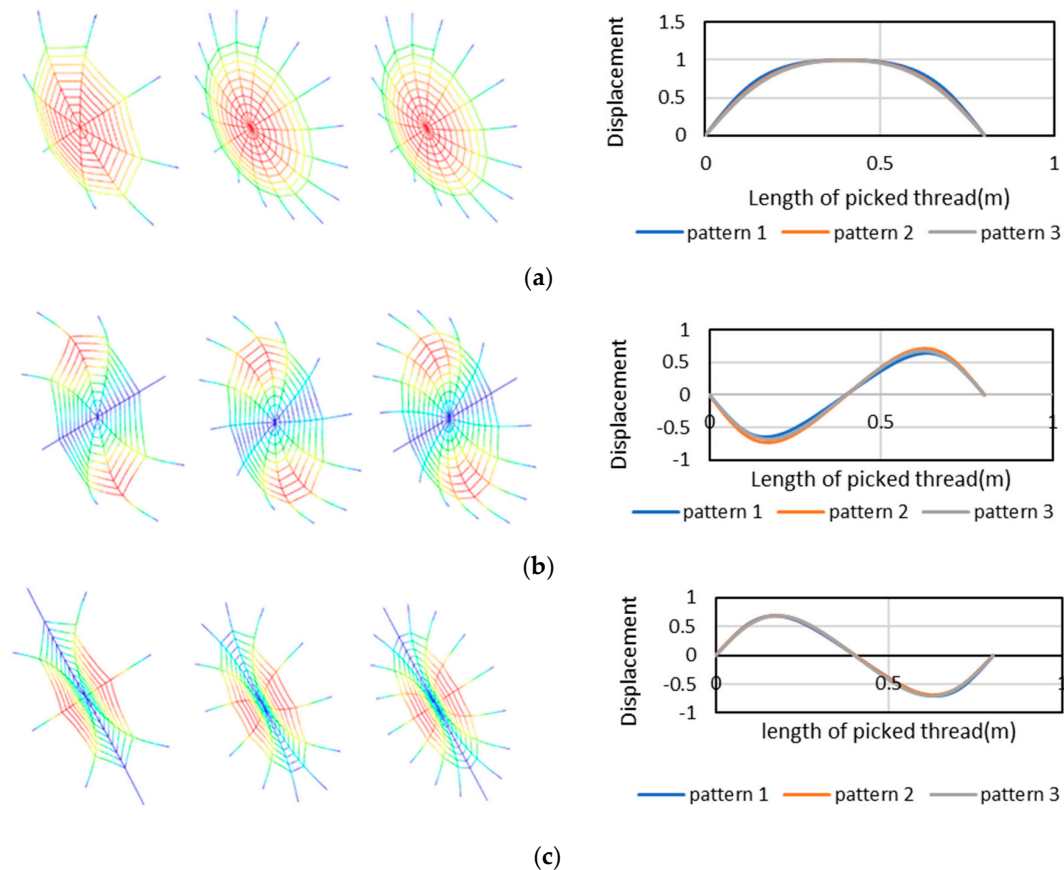 1.5
1
0.5
0
Displacement
0
0.5
1
Length of picked thread(m)
pattern 1 pattern 2 pattern 3
(a)
1
0.5
0
-0.5
-1
Displacement
0
0.5
1
Length of picked thread(m)
pattern 1 pattern 2 pattern 3
(b)
1
0.5
0
-0.5
-1
Displacement
0
0.5
1
length of picked thread(m)
pattern 1 pattern 2 pattern 3
(c)